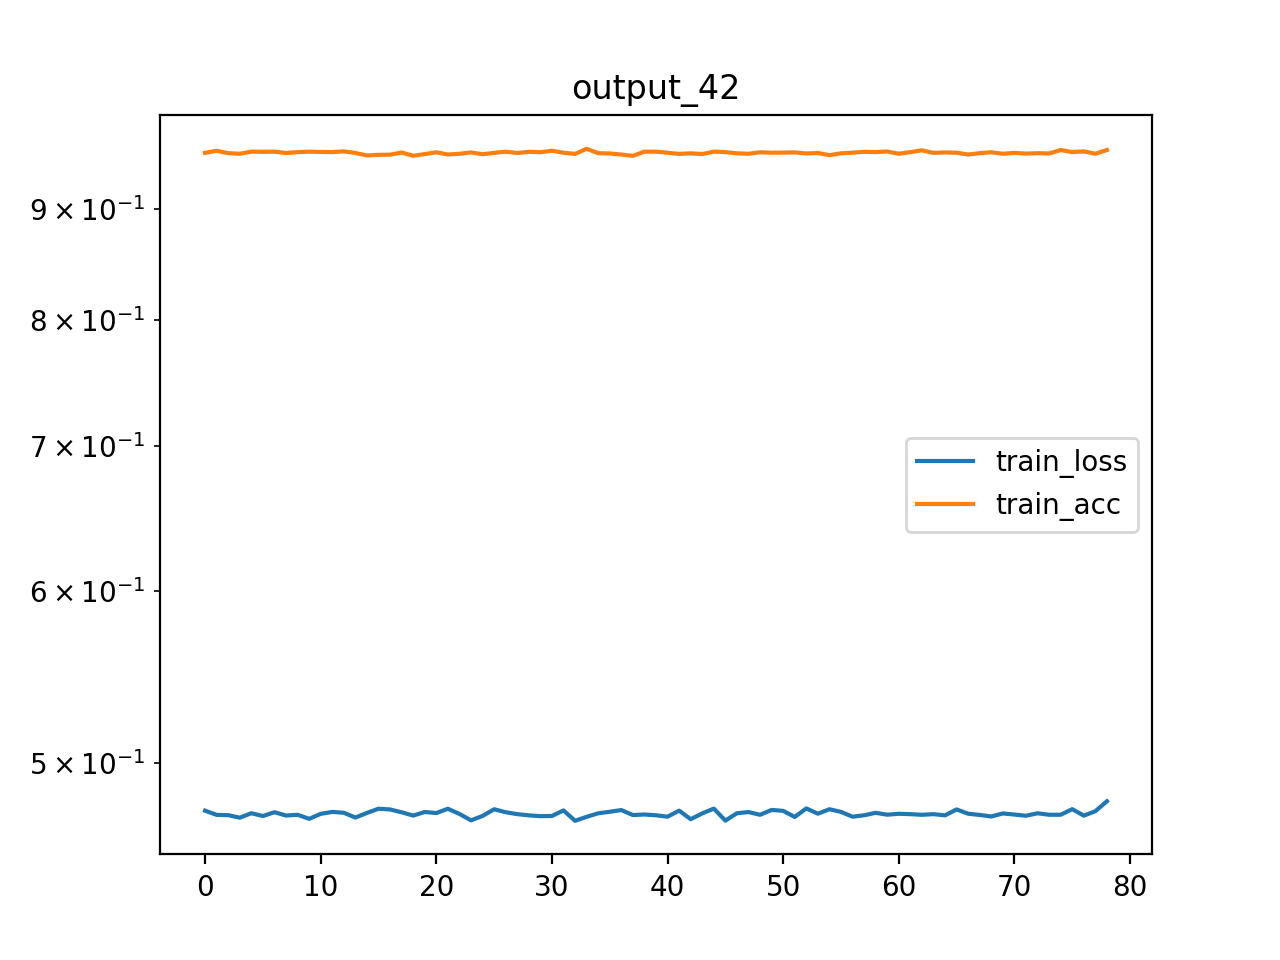 output_42
9 × 10⁻¹
8 × 10⁻¹
7 × 10⁻¹
6 × 10⁻¹
5 × 10⁻¹
train_loss
train_acc
0 10 20 30 40 50 60 70 80